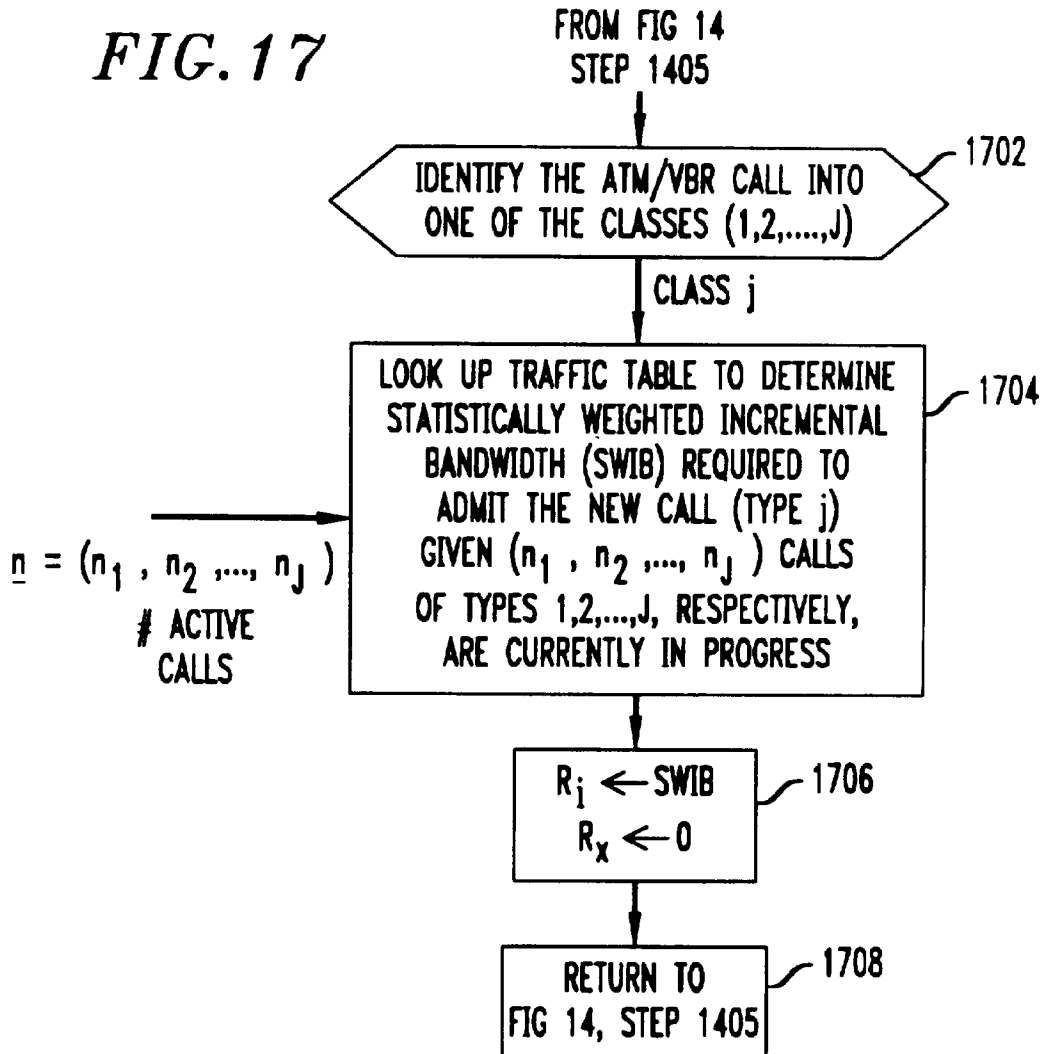 FIG. 17
FROM FIG 14
STEP 1405
1702
IDENTIFY THE ATM/VBR CALL INTO
ONE OF THE CLASSES (1,2,....,J)
CLASS j
1704
LOOK UP TRAFFIC TABLE TO DETERMINE
STATISTICALLY WEIGHTED INCREMENTAL
BANDWIDTH (SWIB) REQUIRED TO
ADMIT THE NEW CALL (TYPE j)
GIVEN (n1 , n2 ,..., nJ ) CALLS
OF TYPES 1,2,...,J, RESPECTIVELY,
ARE CURRENTLY IN PROGRESS
n = (n1 , n2 ,..., nJ )
# ACTIVE
CALLS
1706
Ri ← SWIB
Rx ← 0
1708
RETURN TO
FIG 14, STEP 1405